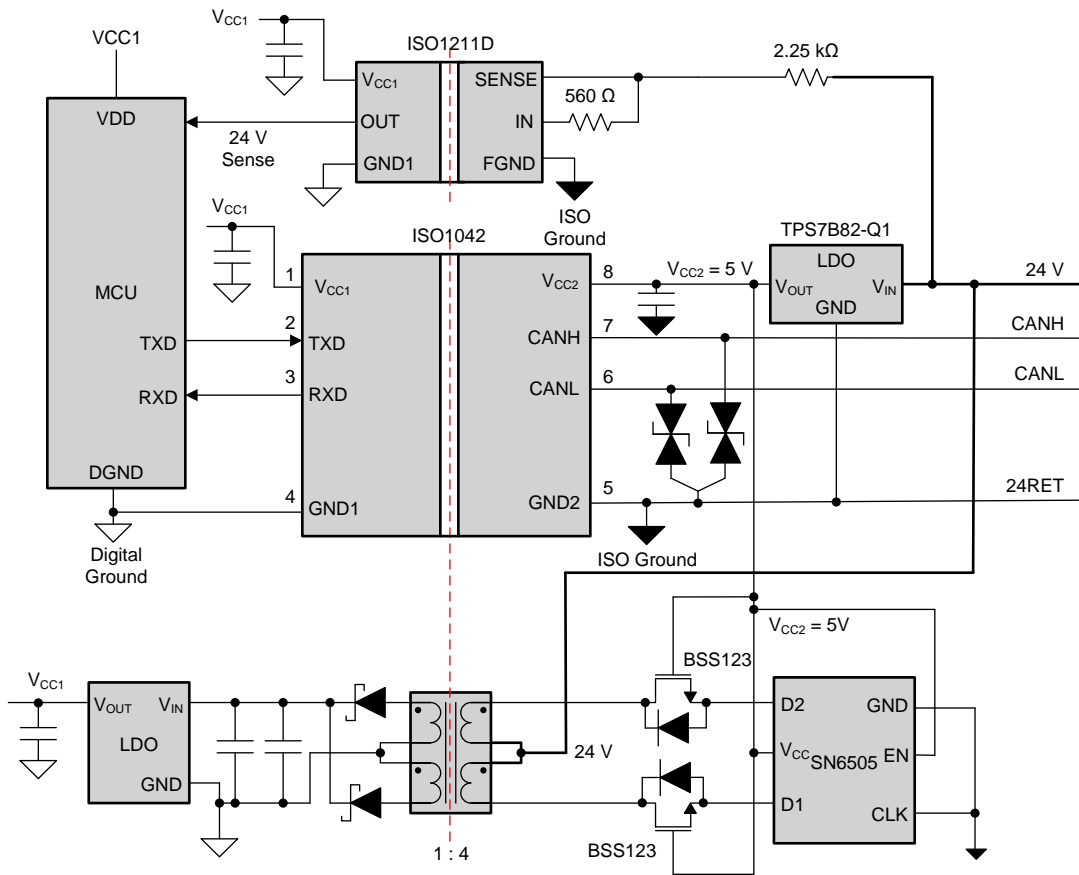 VCC1
VDD
MCU
TXD
RXD
DGND
Digital
Ground
24 V
Sense
VCC1
ISO1211D
VCC1
OUT
GND1
SENSE
IN
FGND
560 Ω
2.25 kΩ
ISO
Ground
VCC1
ISO1042
1
VCC1
2
TXD
3
RXD
4
GND1
VCC2
8
CANH
7
CANL
6
GND2
5
VCC2 = 5 V
TPS7B82-Q1
LDO
VOUT
VIN
GND
24 V
CANH
CANL
24RET
ISO Ground
VCC1
VOUT
VIN
LDO
GND
1 : 4
24 V
BSS123
BSS123
VCC2 = 5V
D2
GND
VCC
SN6505
EN
D1
CLK